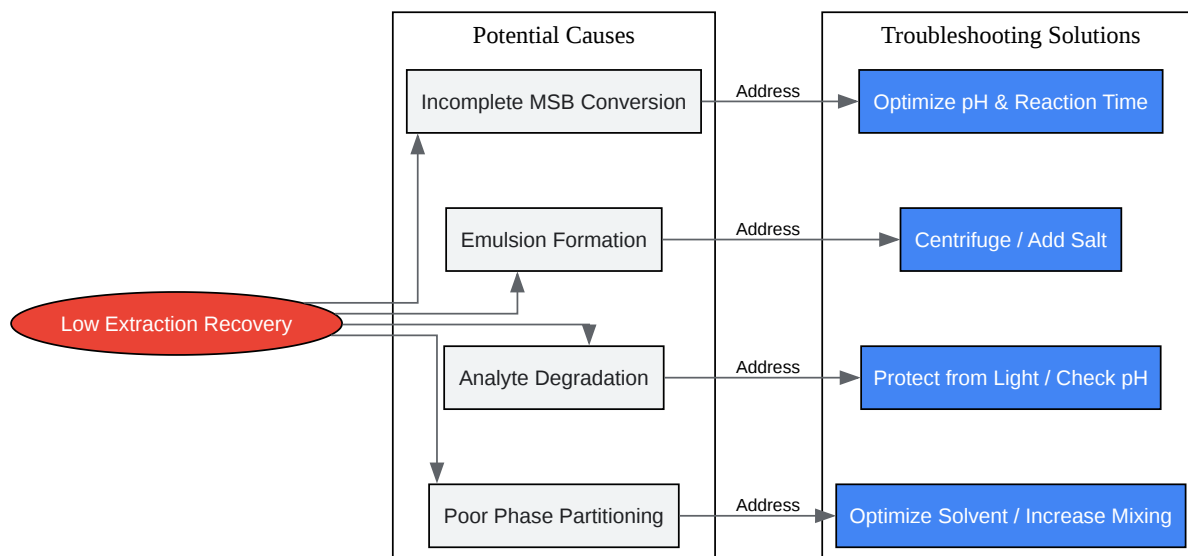 Potential Causes
Troubleshooting Solutions
Incomplete MSB Conversion
Address
Optimize pH & Reaction Time
Emulsion Formation
Address
Centrifuge / Add Salt
Low Extraction Recovery
Analyte Degradation
Address
Protect from Light / Check pH
Poor Phase Partitioning
Address
Optimize Solvent / Increase Mixing